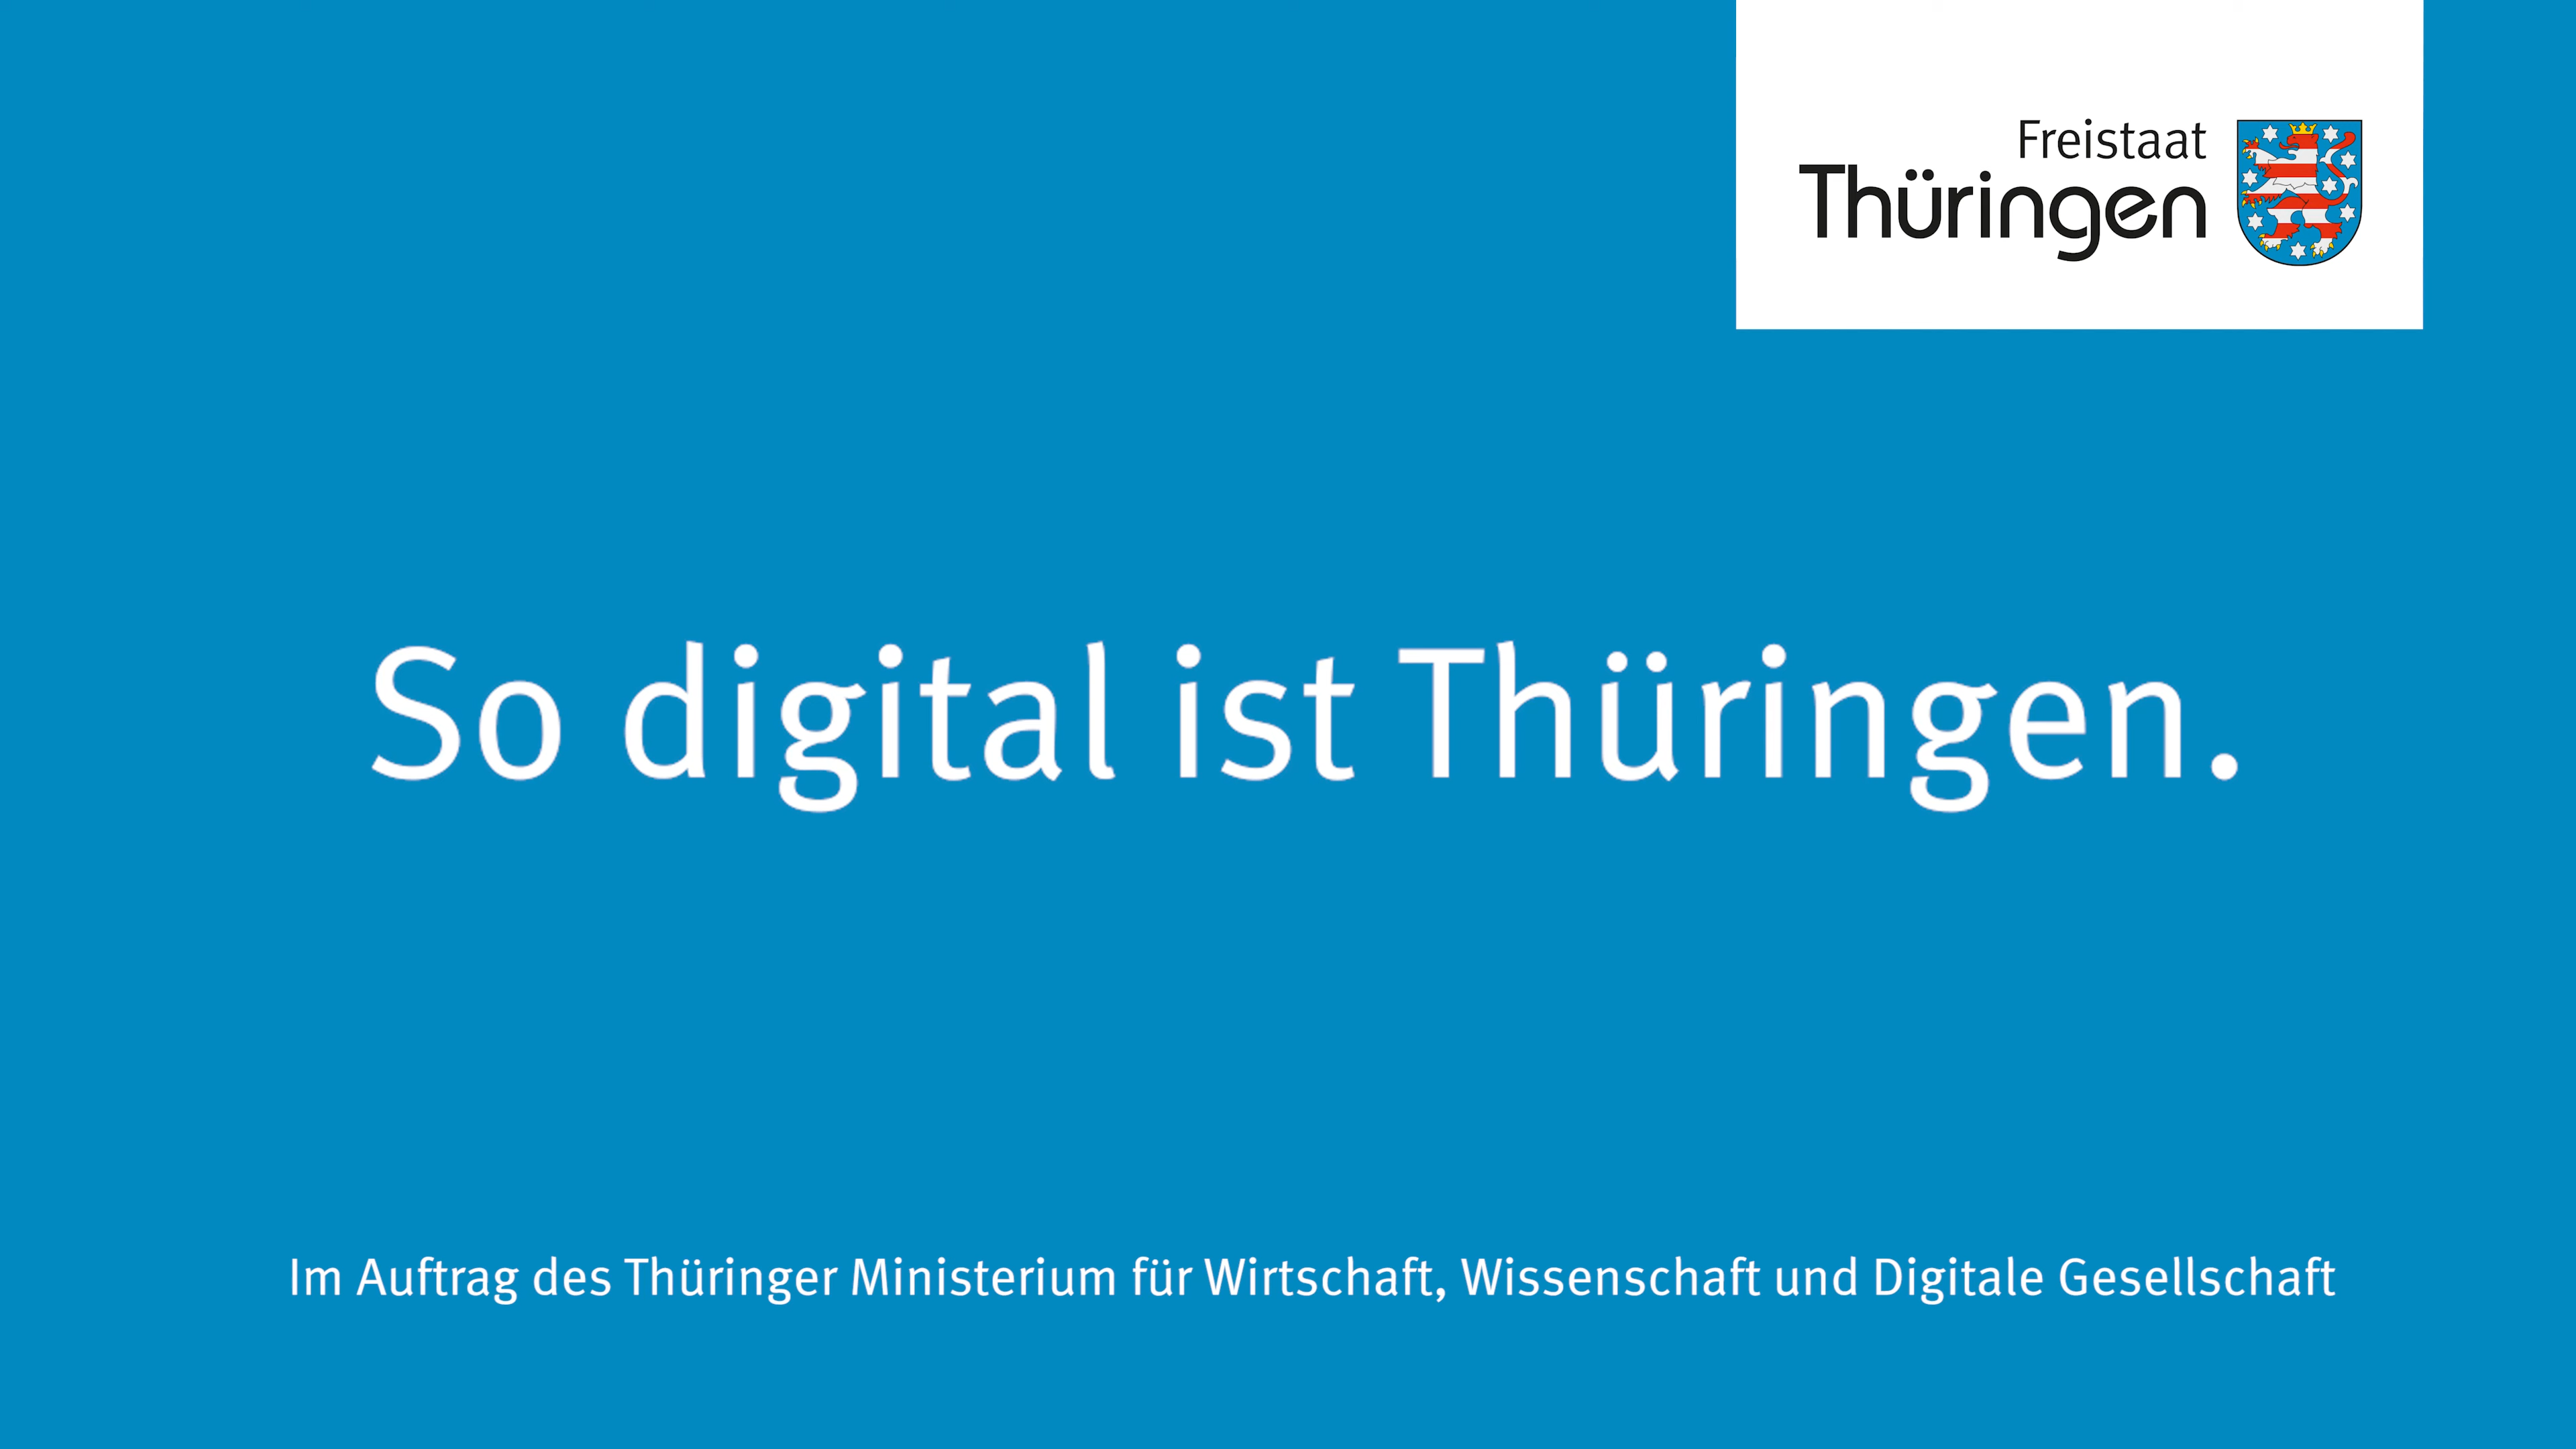 Freistaat
Thüringen
So digital ist Thüringen.
Im Auftrag des Thüringer Ministerium für Wirtschaft, Wissenschaft und Digitale Gesellschaft